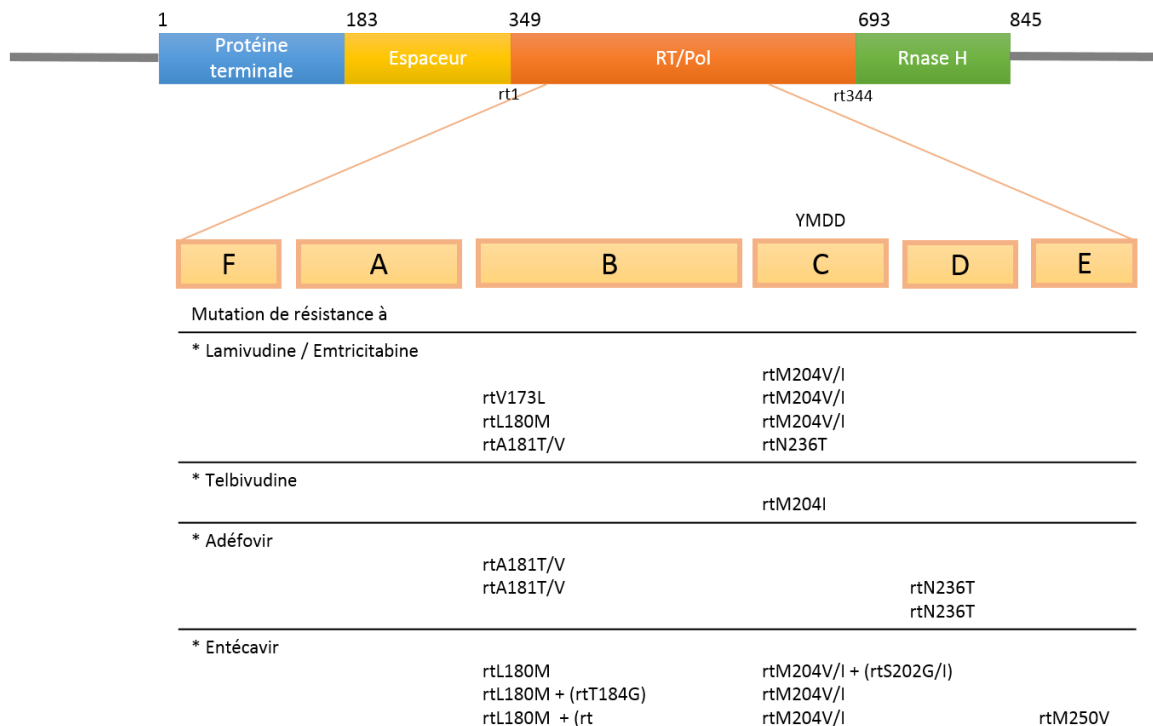 1 183 349 693 845
Protéine terminale Espaceur RT/Pol Rnase H
rt1 rt344
YMDD
F A B C D E
Mutation de résistance à
* Lamivudine / Emtricitabine
rtM204V/I
rtV173L rtM204V/I
rtL180M rtM204V/I
rtA181T/V rtN236T
* Telbivudine
rtM204I
* Adéfovir
rtA181T/V
rtA181T/V rtN236T
rtN236T
* Entécavir
rtL180M rtM204V/I + (rtS202G/I)
rtL180M + (rtT184G) rtM204V/I
rtL180M + (rt rtM204V/I rtM250V